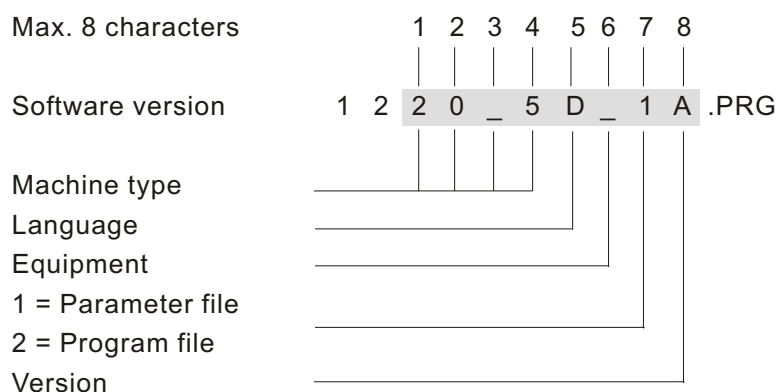 Max. 8 characters 1 2 3 4 5 6 7 8
Software version 1 2 2 0 _ 5 D _ 1 A .PRG
Machine type
Language
Equipment
1 = Parameter file
2 = Program file
Version